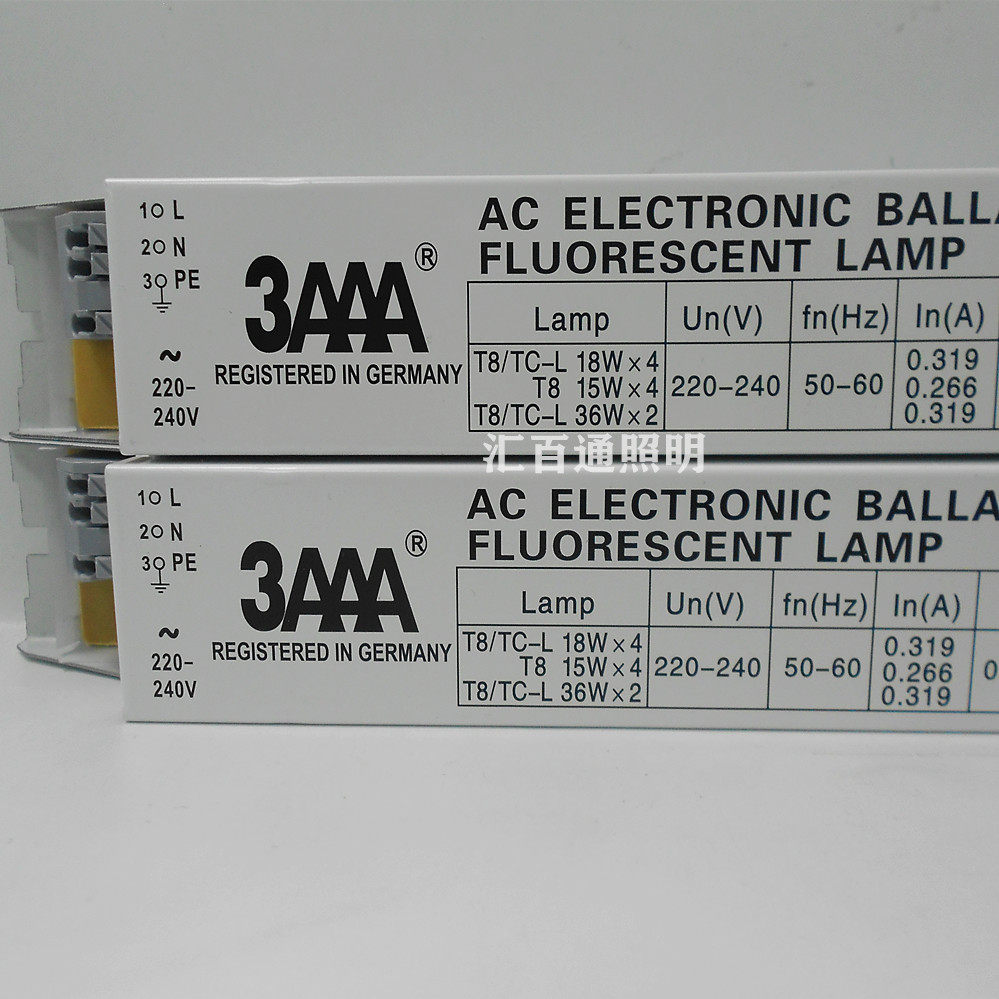 1 L
2 N
3 PE
~
220-
240V
3AAA®
REGISTERED IN GERMANY
AC ELECTRONIC BALLA
FLUORESCENT LAMP
Lamp Un(V) fn(Hz) In(A)
T8/TC-L 18W×4 0.319
T8 15W×4 220-240 50-60 0.266
T8/TC-L 36W×2 0.319
汇百通照明
1 L
2 N
3 PE
~
220-
240V
3AAA®
REGISTERED IN GERMANY
AC ELECTRONIC BALLA
FLUORESCENT LAMP
Lamp Un(V) fn(Hz) In(A)
T8/TC-L 18W×4 0.319
T8 15W×4 220-240 50-60 0.266 0
T8/TC-L 36W×2 0.319